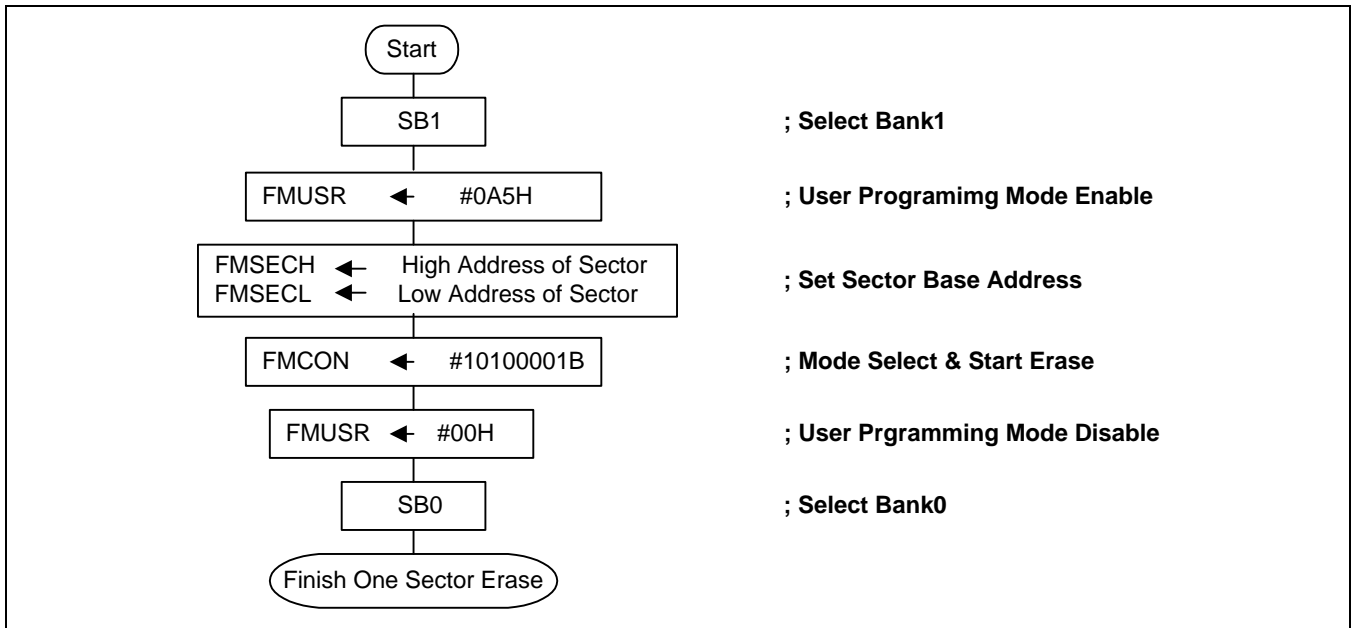 Start
SB1 ; Select Bank1
FMUSR #0A5H ; User Programimg Mode Enable
FMSECH High Address of Sector
FMSECL Low Address of Sector
; Set Sector Base Address
FMCON #10100001B ; Mode Select & Start Erase
FMUSR #00H ; User Prgramming Mode Disable
SB0 ; Select Bank0
Finish One Sector Erase